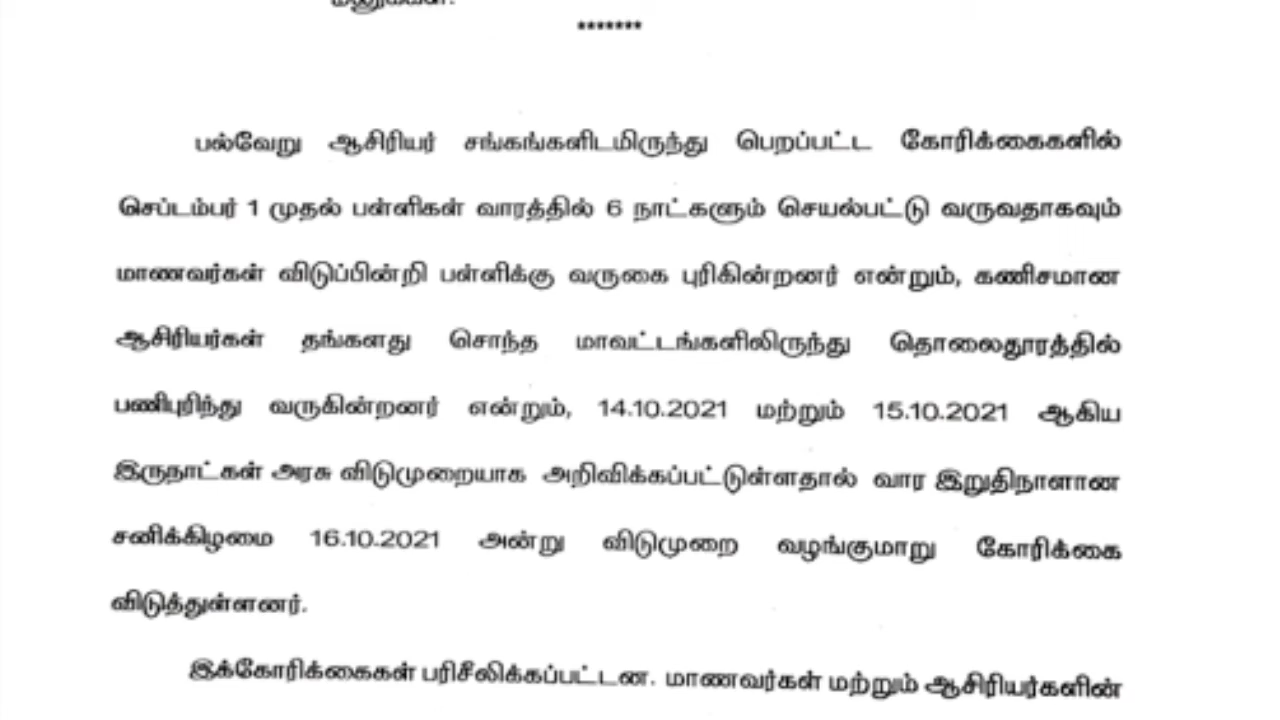 *******
பல்வேறு ஆசிரியர் சங்கங்களிடமிருந்து பெறப்பட்ட கோரிக்கைகளில்
செப்டம்பர் 1 முதல் பள்ளிகள் வாரத்தில் 6 நாட்களும் செயல்பட்டு வருவதாகவும்
மாணவர்கள் விடுப்பின்றி பள்ளிக்கு வருகை புரிகின்றனர் என்றும், கணிசமான
ஆசிரியர்கள் தங்களது சொந்த மாவட்டங்களிலிருந்து தொலைதூரத்தில்
பணிபுரிந்து வருகின்றனர் என்றும், 14.10.2021 மற்றும் 15.10.2021 ஆகிய
இருநாட்கள் அரசு விடுமுறையாக அறிவிக்கப்பட்டுள்ளதால் வார இறுதிநாளான
சனிக்கிழமை 16.10.2021 அன்று விடுமுறை வழங்குமாறு கோரிக்கை
விடுத்துள்ளனர்.
இக்கோரிக்கைகள் பரிசீலிக்கப்பட்டன. மாணவர்கள் மற்றும் ஆசிரியர்களின்